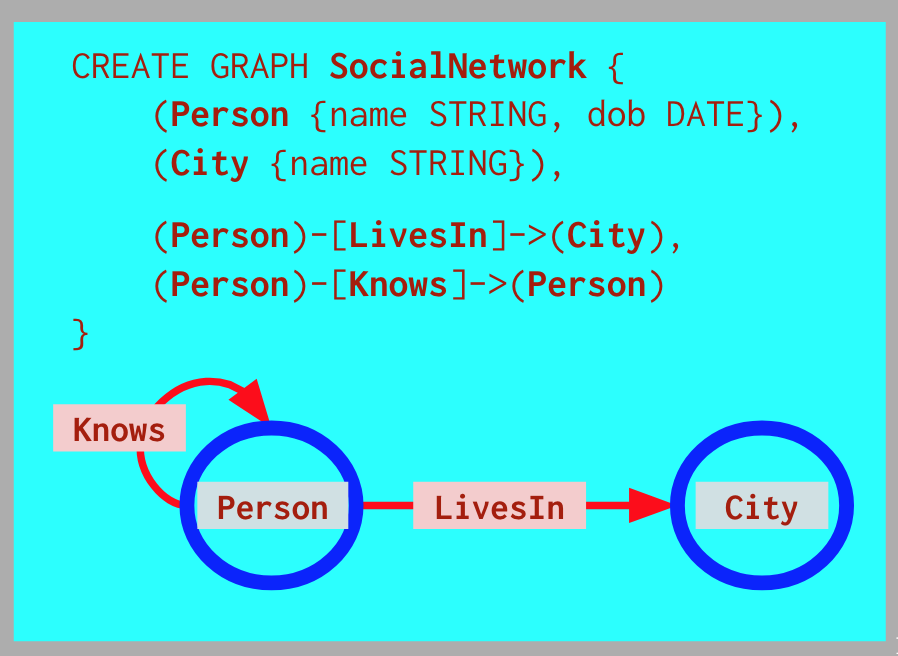 CREATE GRAPH SocialNetwork {
(Person {name STRING, dob DATE}),
(City {name STRING}),
(Person)-[LivesIn]->(City),
(Person)-[Knows]->(Person)
}
Knows
Person
LivesIn
City